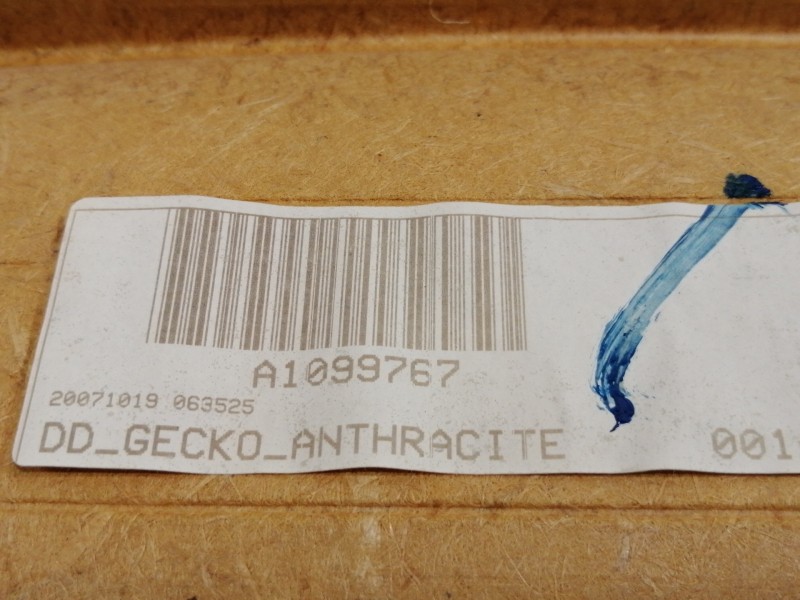 A1099767
20071019 063525
DD_GECKO_ANTHRACITE 001